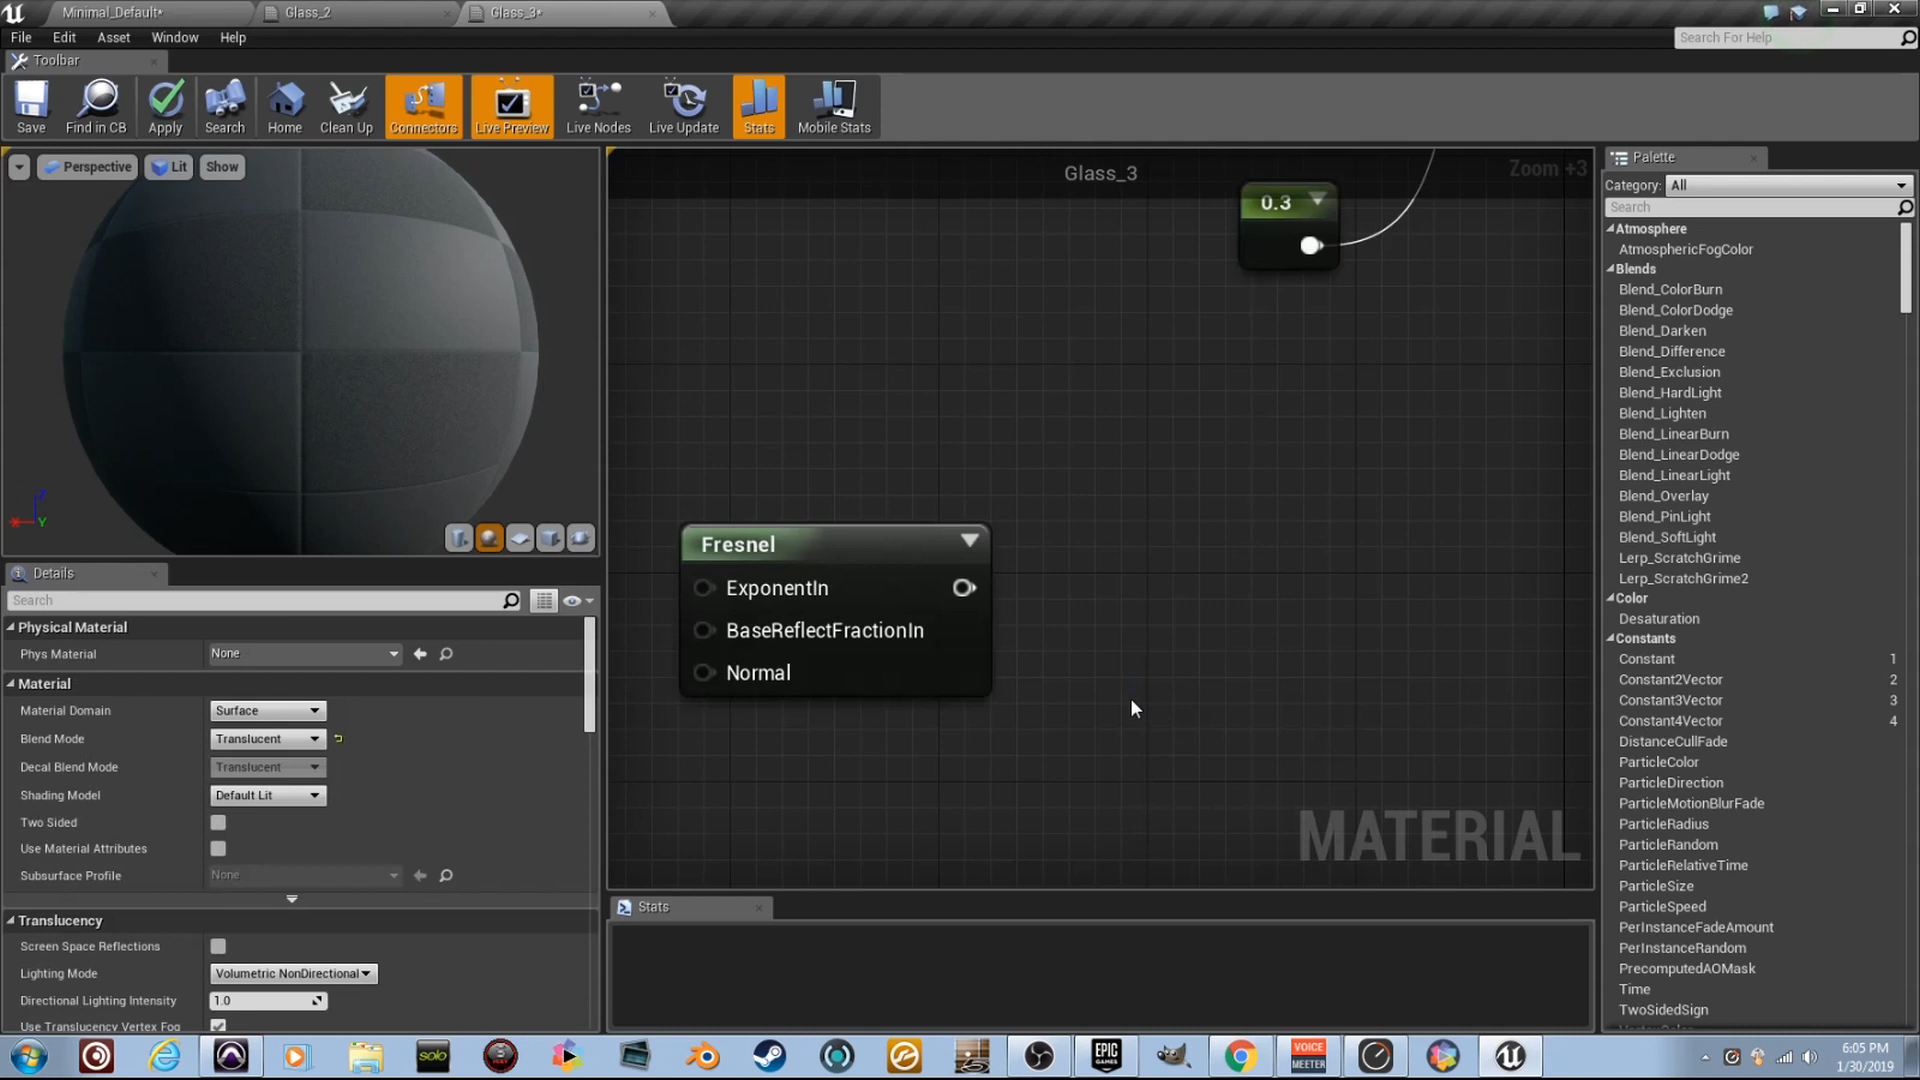 Minimal_Default*
Glass_2
Glass_3*
File
Edit
Asset
Window
Help
Search For Help
Toolbar
Save
Find in CB
Apply
Search
Home
Clean Up
Connectors
Live Preview
Live Nodes
Live Update
Stats
Mobile Stats
Perspective
Lit
Show
Z
X
Y
Details
Search
Physical Material
Phys Material
None
Material
Material Domain
Surface
Blend Mode
Translucent
Decal Blend Mode
Translucent
Shading Model
Default Lit
Two Sided
Use Material Attributes
Subsurface Profile
None
Translucency
Screen Space Reflections
Lighting Mode
Volumetric NonDirectional
Directional Lighting Intensity
1.0
Use Translucency Vertex Fog
Glass_3
Zoom +3
0.3
Fresnel
ExponentIn
BaseReflectFractionIn
Normal
MATERIAL
Stats
Palette
Category:
All
Search
Atmosphere
AtmosphericFogColor
Blends
Blend_ColorBurn
Blend_ColorDodge
Blend_Darken
Blend_Difference
Blend_Exclusion
Blend_HardLight
Blend_Lighten
Blend_LinearBurn
Blend_LinearDodge
Blend_LinearLight
Blend_Overlay
Blend_PinLight
Blend_SoftLight
Lerp_ScratchGrime
Lerp_ScratchGrime2
Color
Desaturation
Constants
Constant 1
Constant2Vector 2
Constant3Vector 3
Constant4Vector 4
DistanceCullFade
ParticleColor
ParticleDirection
ParticleMotionBlurFade
ParticleRadius
ParticleRandom
ParticleRelativeTime
ParticleSize
ParticleSpeed
PerInstanceFadeAmount
PerInstanceRandom
PrecomputedAOMask
Time
TwoSidedSign
solo
EPIC
GAMES
VOICE
MEETER
6:05 PM
1/30/2019